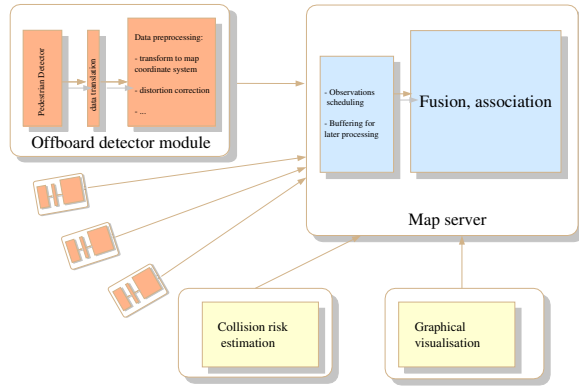 Pedestrian Detector
data translation
Data preprocessing:
- transform to map
coordinate system
- distortion correction
- ...
Offboard detector module
- Observations
scheduling
- Buffering for
later processing
Fusion, association
Map server
Collision risk
estimation
Graphical
visualisation